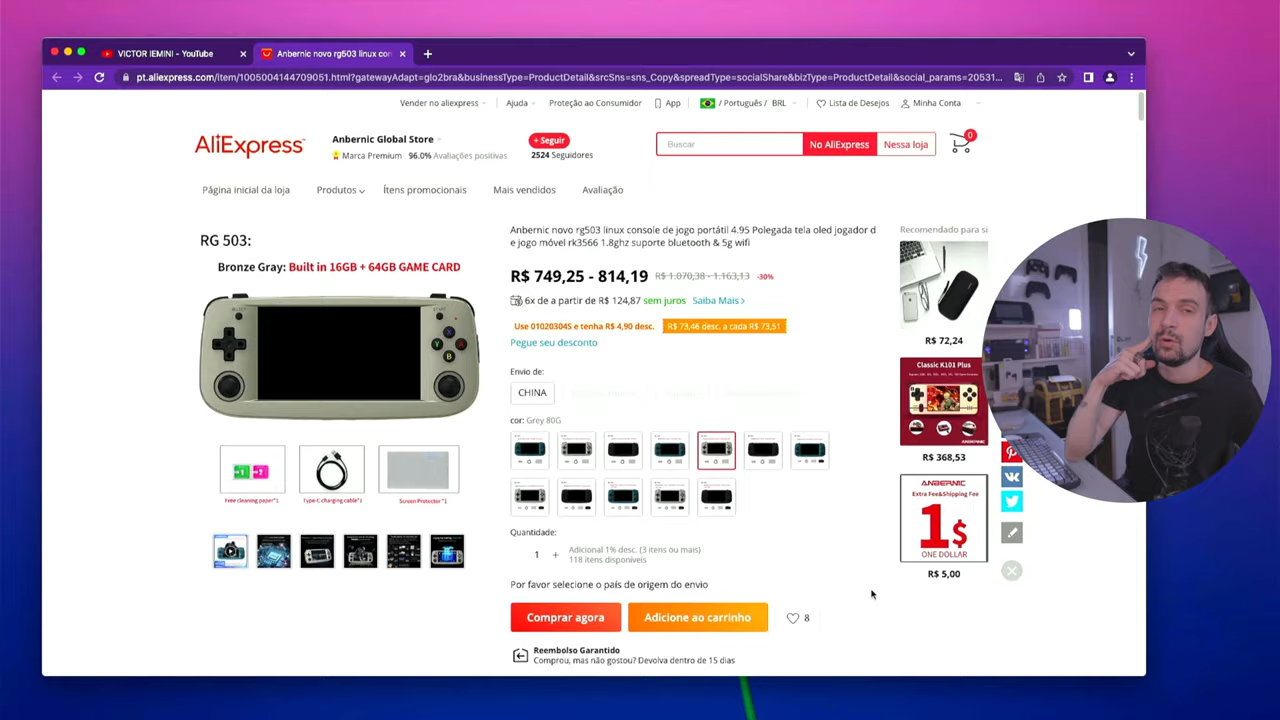 VICTOR IEMINI - YouTube
Anbernic novo rg503 linux con
pt.aliexpress.com/item/1005004144709051.html?gatewayAdapt=glo2bra&businessType=ProductDetail&srcSns=sns_Copy&spreadType=socialShare&bizType=ProductDetail&social_params=20531...
Vender no aliexpress
Ajuda
Proteção ao Consumidor
App
/ Português / BRL
Lista de Desejos
Minha Conta
AliExpress
Anbernic Global Store
Marca Premium 96.0% Avaliações positivas
+ Seguir
2524 Seguidores
Buscar
No AliExpress
Nessa loja
0
Página inicial da loja
Produtos
Ítens promocionais
Mais vendidos
Avaliação
RG 503:
Bronze Gray: Built in 16GB + 64GB GAME CARD
START
Y
A
B
Free cleaning paper*1
Type-C charging cable*1
Screen Protector *1
Anbernic novo rg503 linux console de jogo portátil 4.95 Polegada tela oled jogador d
e jogo móvel rk3566 1.8ghz suporte bluetooth & 5g wifi
R$ 749,25 - 814,19 R$ 1.070,38 - 1.163,13 -30%
6x de a partir de R$ 124,87 sem juros Saiba Mais
Use 01020304S e tenha R$ 4,90 desc.
R$ 73,46 desc. a cada R$ 73,51
Pegue seu desconto
Envio de:
CHINA
cor: Grey 80G
Quantidade:
1 +
Adicional 1% desc. (3 itens ou mais)
118 itens disponíveis
Por favor selecione o país de origem do envio
Comprar agora
Adicione ao carrinho
8
Reembolso Garantido
Comprou, mas não gostou? Devolva dentro de 15 dias
Recomendado para si
R$ 72,24
Classic K101 Plus
ANBERNIC
R$ 368,53
ANBERNIC
Extra Fee&Shipping Fee
1$
ONE DOLLAR
R$ 5,00